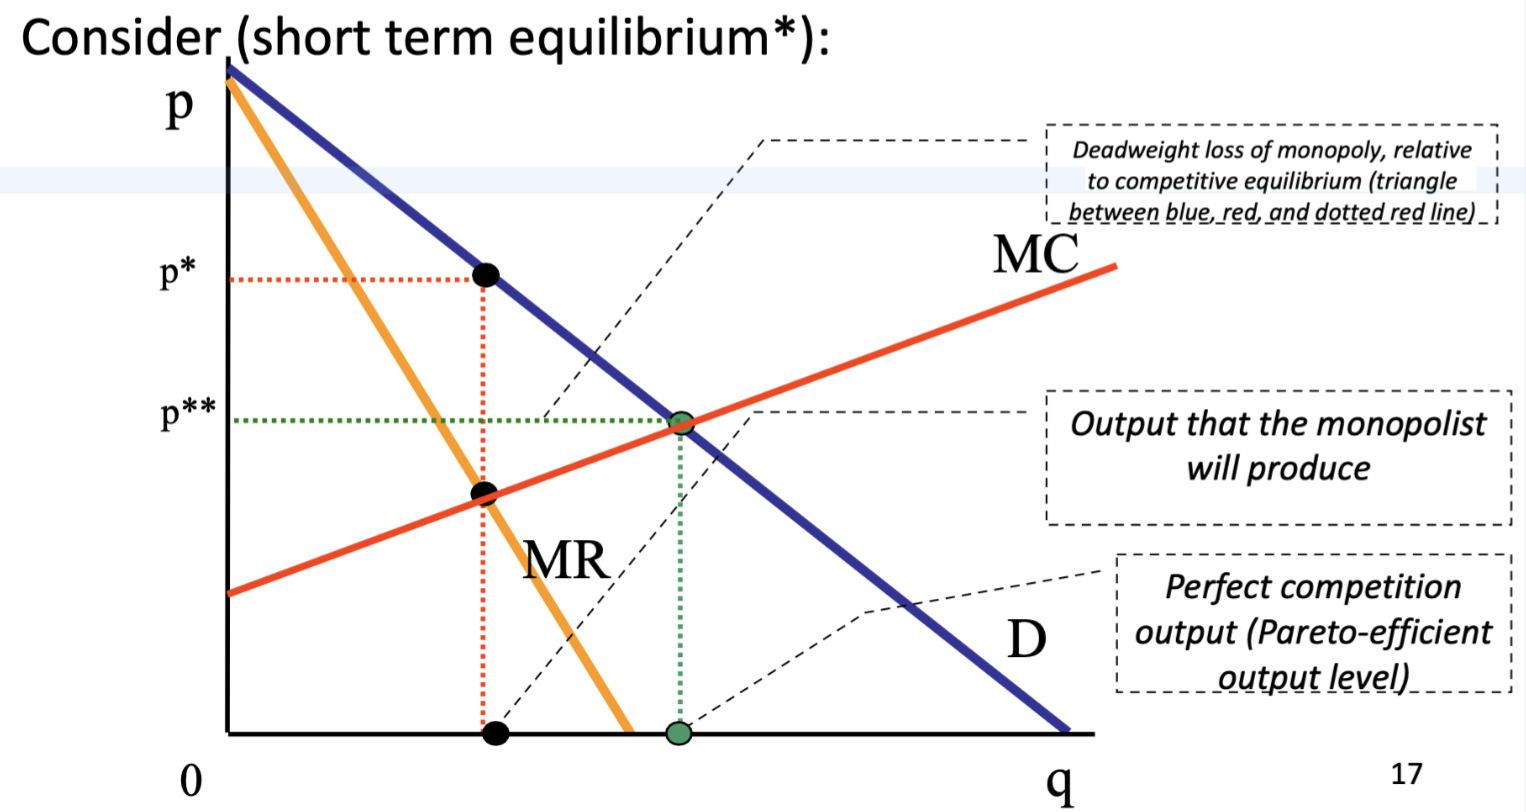 Consider (short term equilibrium*):
p
Deadweight loss of monopoly, relative
to competitive equilibrium (triangle
between blue, red, and dotted red line)
MC
p*
p**
Output that the monopolist
will produce
MR
Perfect competition
output (Pareto-efficient
output level)
D
0
q
17